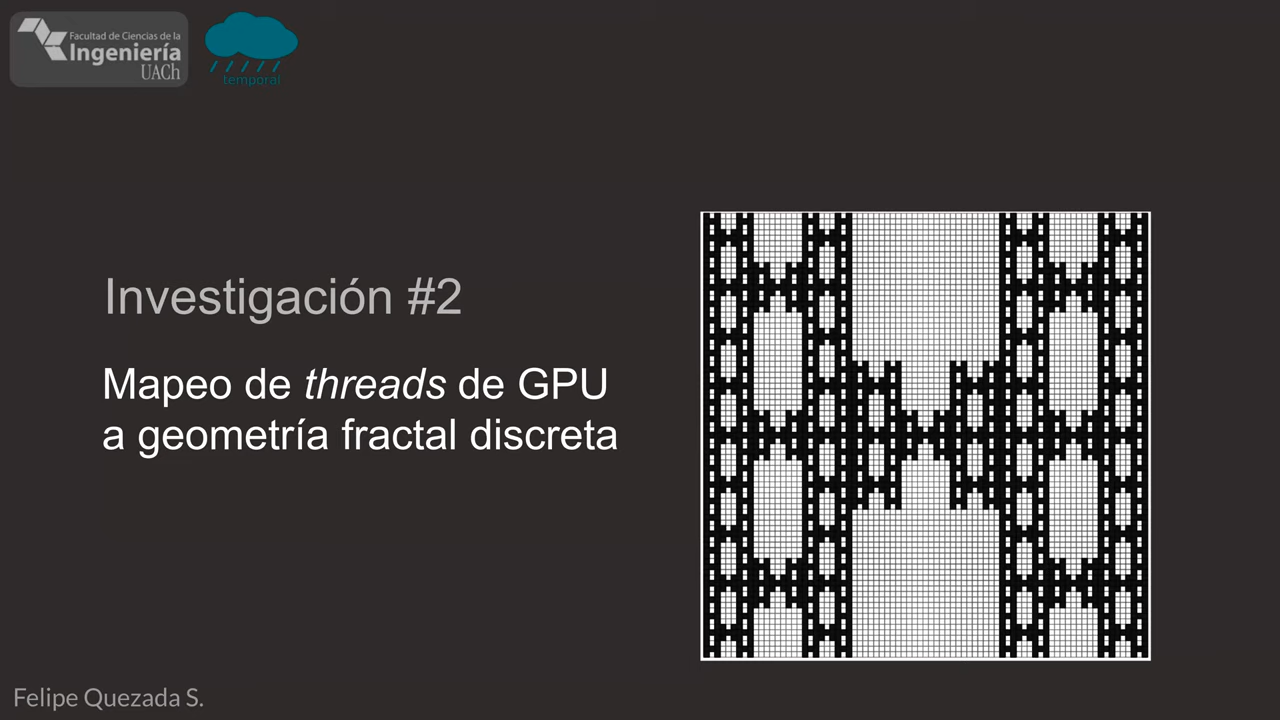 Facultad de Ciencias de la
Ingeniería
UACh
temporal
Investigación #2
Mapeo de threads de GPU
a geometría fractal discreta
Felipe Quezada S.